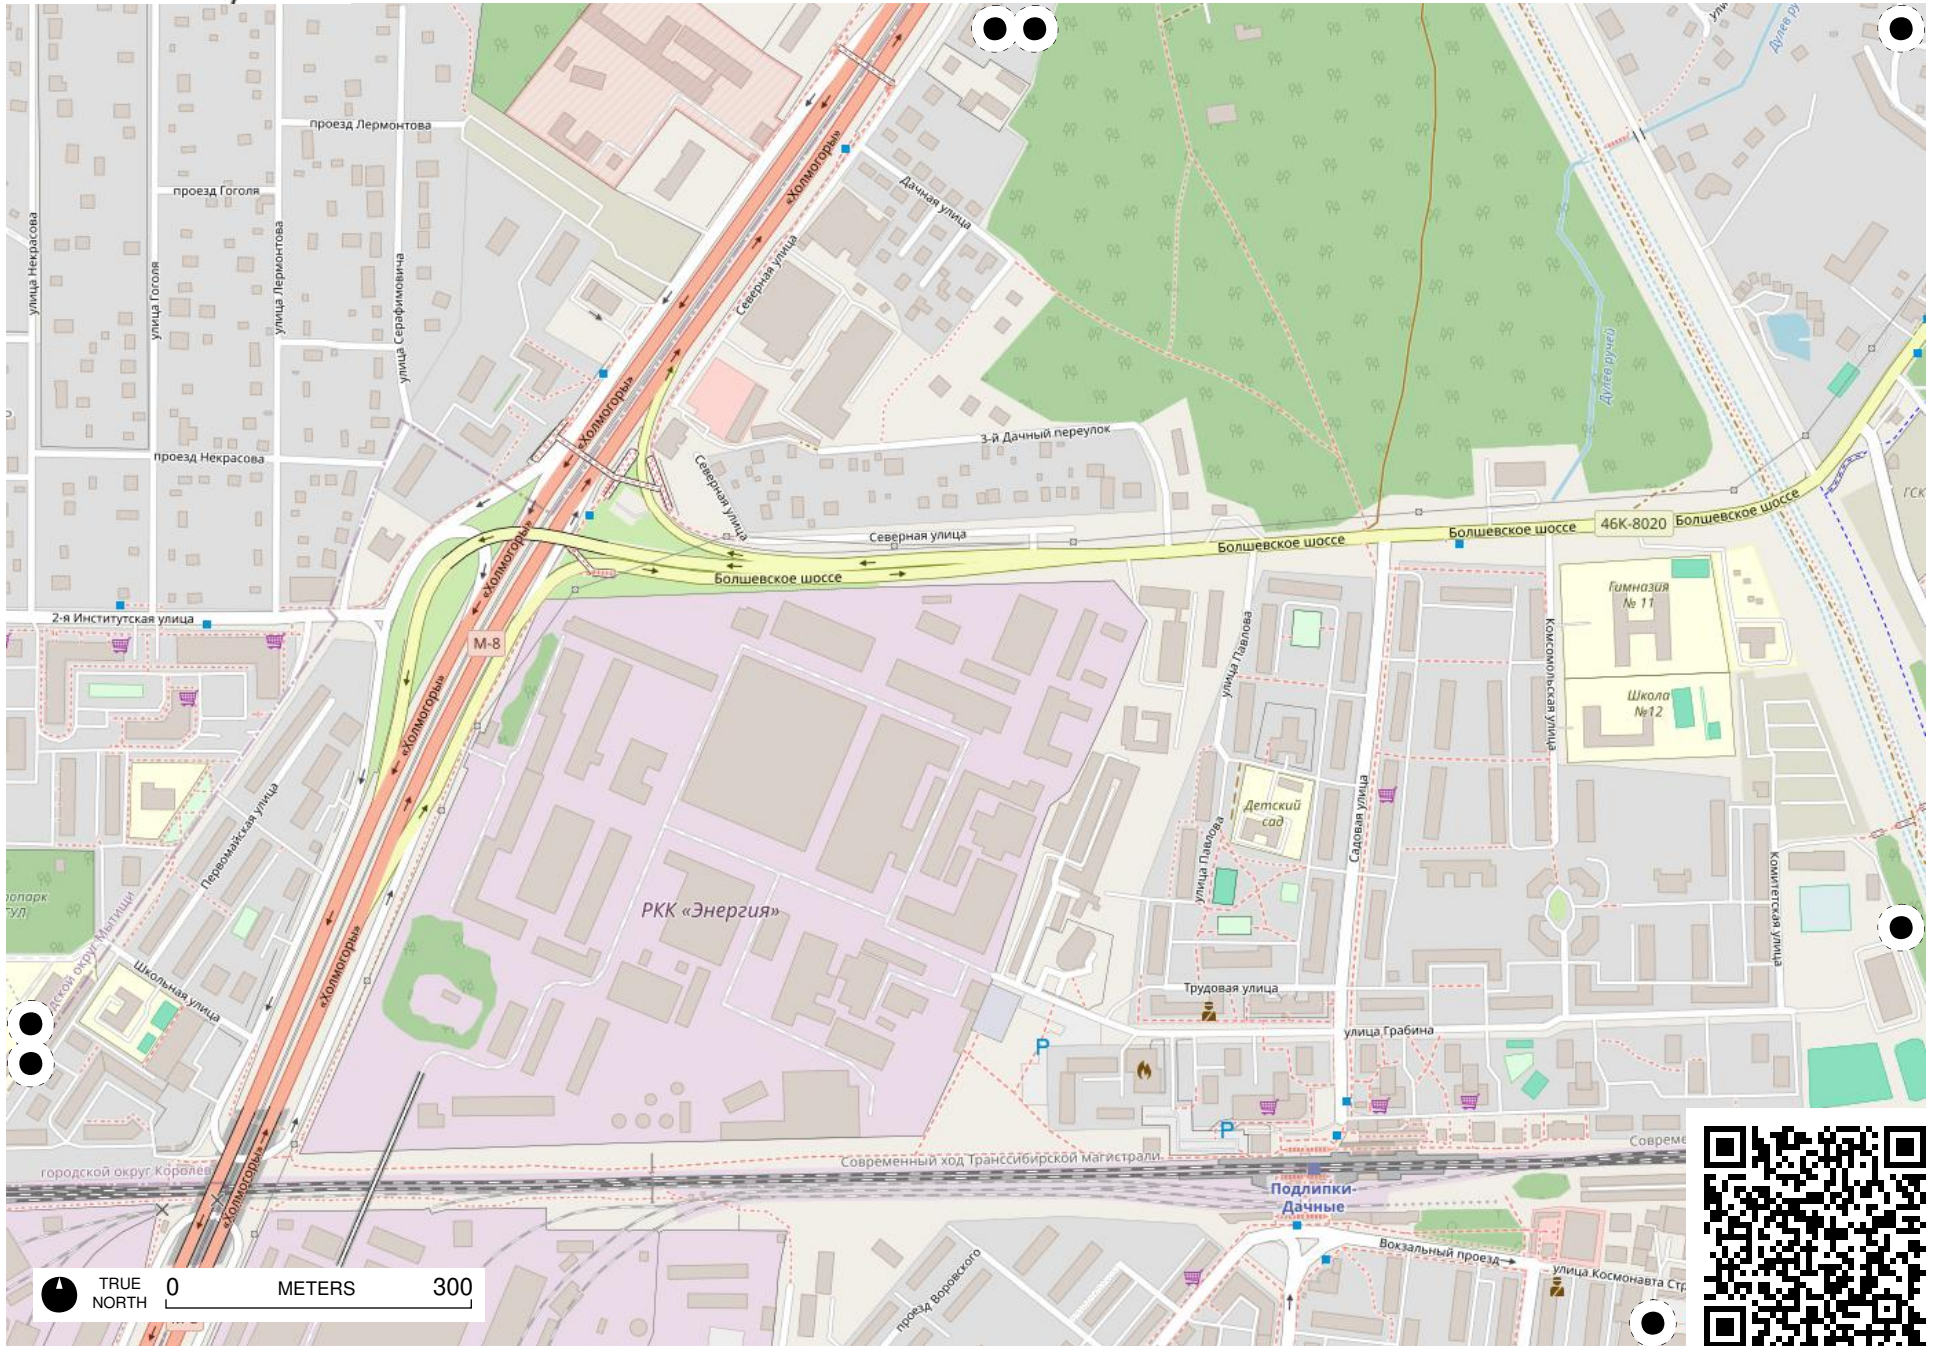 проезд Лермонтова
проезд Гоголя
«Холмогоры»
Дачная улица
улица Некрасова
улица Гоголя
улица Лермонтова
улица Серафимовича
Северная улица
Дулев ручей
«Холмогоры»
3-й Дачный переулок
проезд Некрасова
Северная улица
ГСК
Северная улица
Болшевское шоссе
Болшевское шоссе
46К-8020
Болшевское шоссе
«Холмогоры»
Болшевское шоссе
2-я Институтская улица
Гимназия
№ 11
М-8
улица Павлова
Комсомольская улица
Школа
№12
«Холмогоры»
Первомайская улица
Детский
сад
Садовая улица
улица Павлова
РКК «Энергия»
Комитетская улица
«Холмогоры»
Школьная улица
Трудовая улица
улица Грабина
P
P
городской округ Королёв
«Холмогоры»
Современный ход Транссибирской магистрали
Подлипки-
Дачные
Вокзальный проезд
улица Космонавта
проезд Воровского
TRUE
NORTH
0 METERS 300